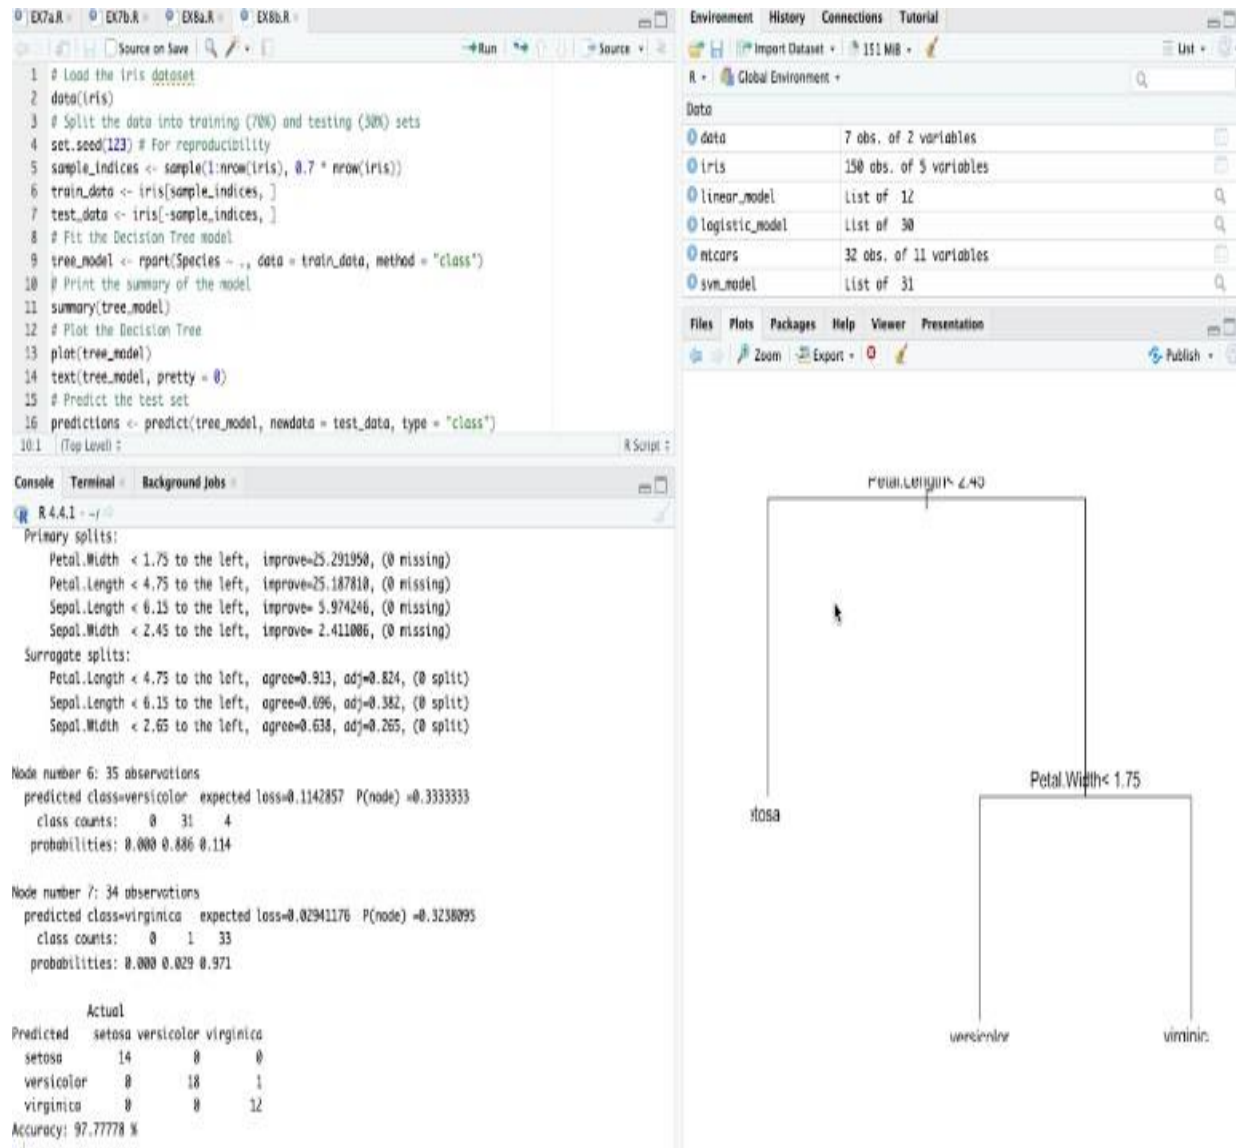 EX7a.R EX7b.R EX8a.R EX8b.R
Source on Save Run Source
1 # Load the iris dataset
2 data(iris)
3 # Split the data into training (70%) and testing (30%) sets
4 set.seed(123) # For reproducibility
5 sample_indices <- sample(1:nrow(iris), 0.7 * nrow(iris))
6 train_data <- iris[sample_indices, ]
7 test_data <- iris[-sample_indices, ]
8 # Fit the Decision Tree model
9 tree_model <- rpart(Species ~ ., data = train_data, method = "class")
10 # Print the summary of the model
11 summary(tree_model)
12 # Plot the Decision Tree
13 plot(tree_model)
14 text(tree_model, pretty = 0)
15 # Predict the test set
16 predictions <- predict(tree_model, newdata = test_data, type = "class")
10:1 (Top Level) R Script
Console Terminal Background Jobs
R 4.4.1 · ~/
Primary splits:
Petal.Width < 1.75 to the left, improve=25.291950, (0 missing)
Petal.Length < 4.75 to the left, improve=25.187810, (0 missing)
Sepal.Length < 6.15 to the left, improve= 5.974246, (0 missing)
Sepal.Width < 2.45 to the left, improve= 2.411006, (0 missing)
Surrogate splits:
Petal.Length < 4.75 to the left, agree=0.913, adj=0.824, (0 split)
Sepal.Length < 6.15 to the left, agree=0.696, adj=0.382, (0 split)
Sepal.Width < 2.65 to the left, agree=0.638, adj=0.265, (0 split)
Node number 6: 35 observations
predicted class=versicolor expected loss=0.1142857 P(node) =0.3333333
class counts: 0 31 4
probabilities: 0.000 0.886 0.114
Node number 7: 34 observations
predicted class=virginica expected loss=0.02941176 P(node) =0.3238095
class counts: 0 1 33
probabilities: 0.000 0.029 0.971
Actual
Predicted setosa versicolor virginica
setosa 14 0 0
versicolor 0 18 1
virginica 0 0 12
Accuracy: 97.77778 %
Environment History Connections Tutorial
Import Dataset 151 MiB List
R Global Environment
Data
data 7 obs. of 2 variables
iris 150 obs. of 5 variables
linear_model List of 12
logistic_model List of 30
mtcars 32 obs. of 11 variables
svm_model List of 31
Files Plots Packages Help Viewer Presentation
Zoom Export Publish
Petal.Length< 2.45
Petal.Width< 1.75
tosa
versicolor virginic